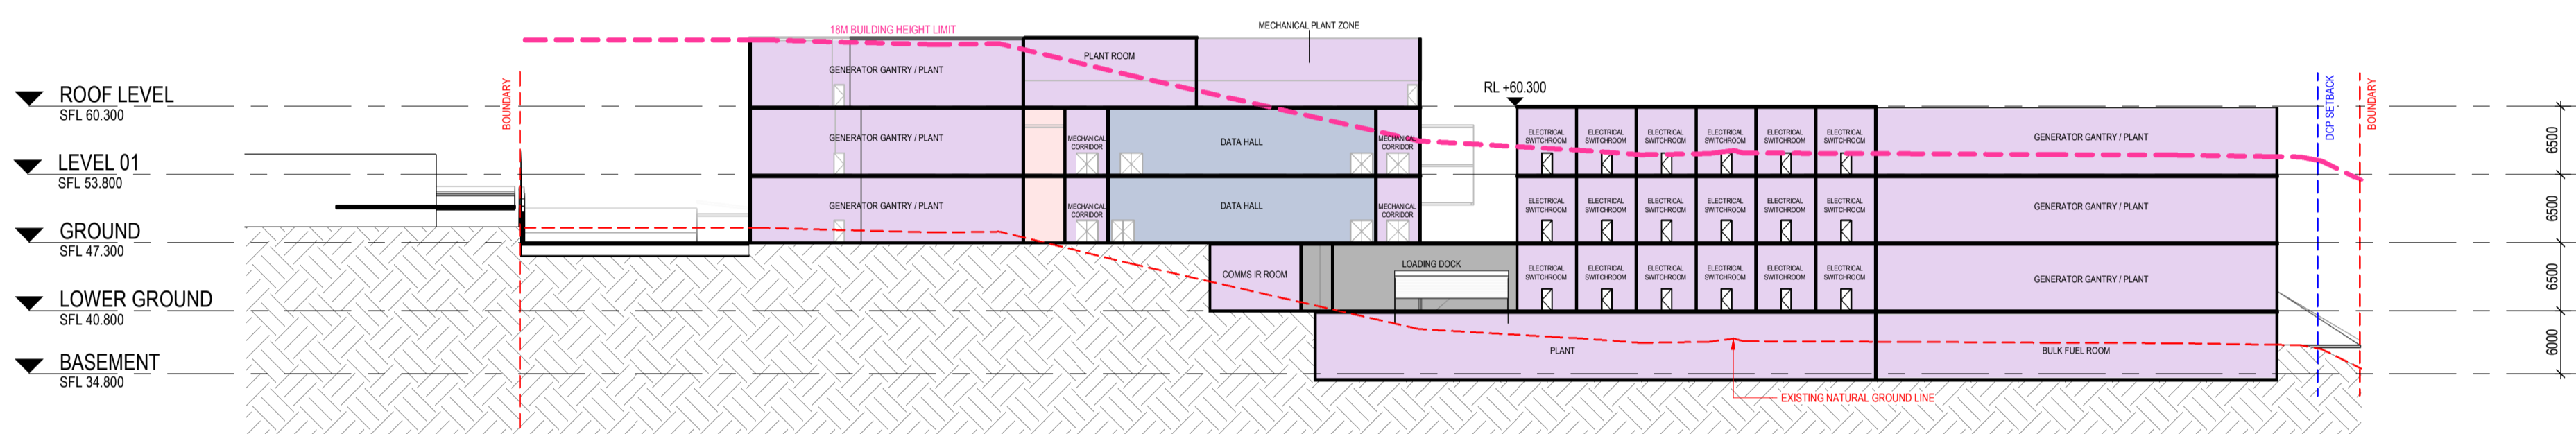 18M BUILDING HEIGHT LIMIT
MECHANICAL PLANT ZONE
PLANT ROOM
GENERATOR GANTRY / PLANT
BOUNDARY
DCP SETBACK
BOUNDARY
RL +60.300
ROOF LEVEL
SFL 60.300
GENERATOR GANTRY / PLANT
MECHANICAL
CORRIDOR
DATA HALL
MECHANICAL
CORRIDOR
ELECTRICAL
SWITCHROOM
ELECTRICAL
SWITCHROOM
ELECTRICAL
SWITCHROOM
ELECTRICAL
SWITCHROOM
ELECTRICAL
SWITCHROOM
ELECTRICAL
SWITCHROOM
GENERATOR GANTRY / PLANT
6500
LEVEL 01
SFL 53.800
GENERATOR GANTRY / PLANT
MECHANICAL
CORRIDOR
DATA HALL
MECHANICAL
CORRIDOR
ELECTRICAL
SWITCHROOM
ELECTRICAL
SWITCHROOM
ELECTRICAL
SWITCHROOM
ELECTRICAL
SWITCHROOM
ELECTRICAL
SWITCHROOM
ELECTRICAL
SWITCHROOM
GENERATOR GANTRY / PLANT
6500
GROUND
SFL 47.300
COMMS IR ROOM
LOADING DOCK
ELECTRICAL
SWITCHROOM
ELECTRICAL
SWITCHROOM
ELECTRICAL
SWITCHROOM
ELECTRICAL
SWITCHROOM
ELECTRICAL
SWITCHROOM
ELECTRICAL
SWITCHROOM
GENERATOR GANTRY / PLANT
6500
LOWER GROUND
SFL 40.800
PLANT
BULK FUEL ROOM
6000
BASEMENT
SFL 34.800
EXISTING NATURAL GROUND LINE